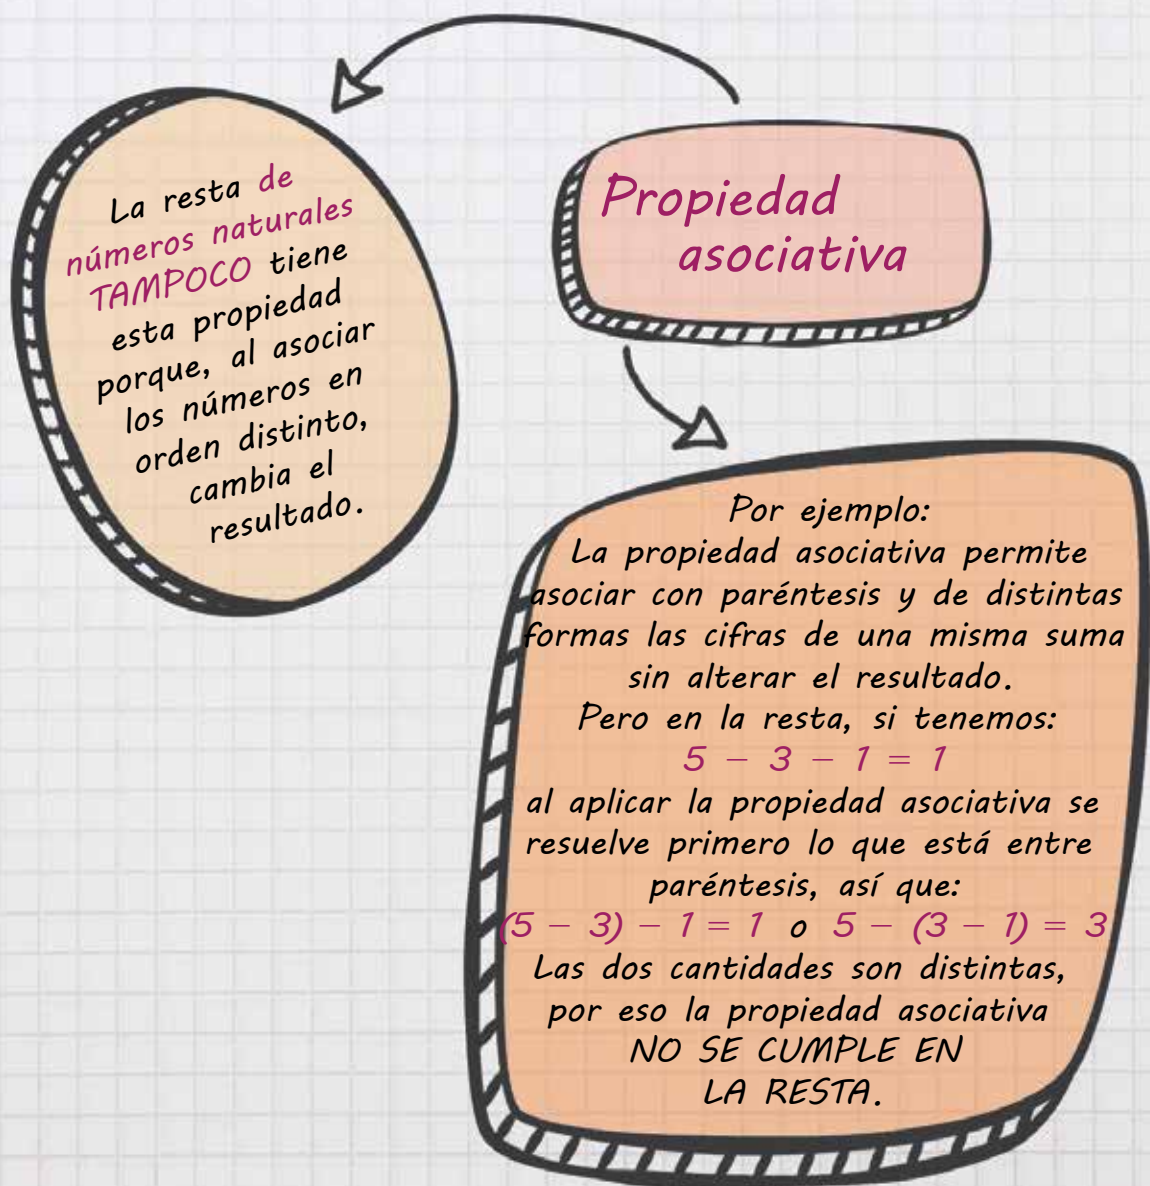 Propiedad
asociativa
La resta de
números naturales
TAMPOCO tiene
esta propiedad
porque, al asociar
los números en
orden distinto,
cambia el
resultado.
Por ejemplo:
La propiedad asociativa permite
asociar con paréntesis y de distintas
formas las cifras de una misma suma
sin alterar el resultado.
Pero en la resta, si tenemos:
5 − 3 − 1 = 1
al aplicar la propiedad asociativa se
resuelve primero lo que está entre
paréntesis, así que:
(5 − 3) − 1 = 1 o 5 − (3 − 1) = 3
Las dos cantidades son distintas,
por eso la propiedad asociativa
NO SE CUMPLE EN
LA RESTA.